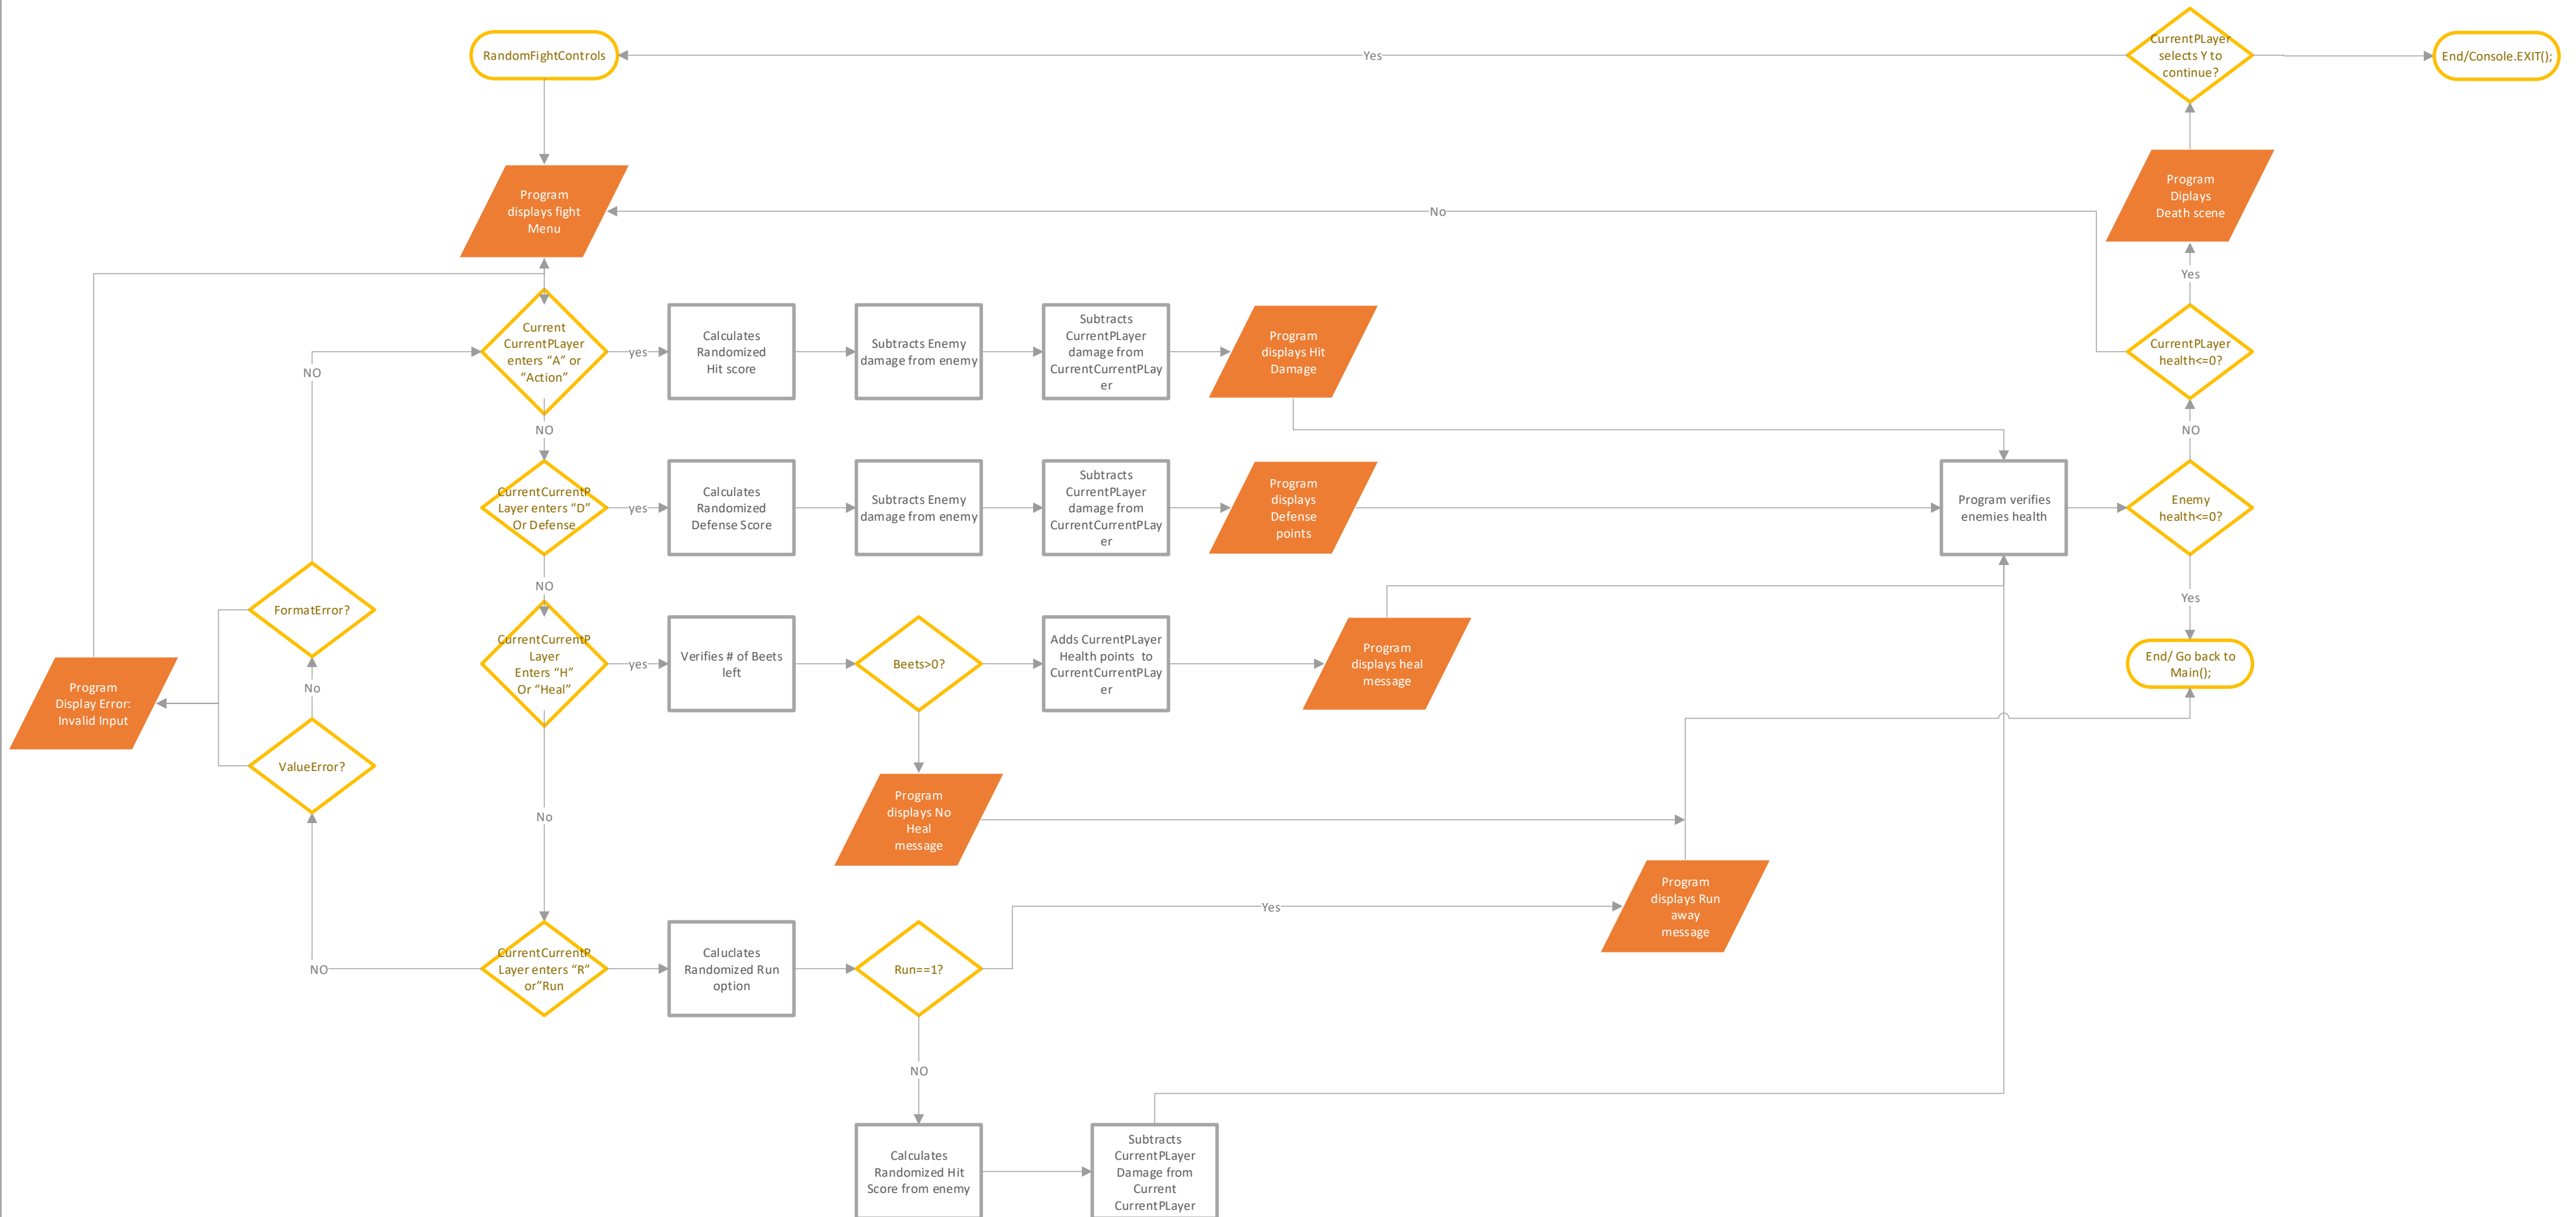 RandomFightControls
Yes
CurrentPLayer
selects Y to
continue?
End/Console.EXIT();
Program
displays fight
Menu
No
Program
Diplays
Death scene
Yes
Current
CurrentPLayer
enters “A” or
“Action”
yes
Calculates
Randomized
Hit score
Subtracts Enemy
damage from enemy
Subtracts
CurrentPLayer
damage from
CurrentCurrentPLay
er
Program
displays Hit
Damage
CurrentPLayer
health<=0?
NO
NO
NO
CurrentCurrentP
Layer enters “D”
Or Defense
yes
Calculates
Randomized
Defense Score
Subtracts Enemy
damage from enemy
Subtracts
CurrentPLayer
damage from
CurrentCurrentPLay
er
Program
displays
Defense
points
Program verifies
enemies health
Enemy
health<=0?
NO
Yes
FormatError?
CurrentCurrentP
Layer
Enters “H”
Or “Heal”
yes
Verifies # of Beets
left
Beets>0?
Adds CurrentPLayer
Health points to
CurrentCurrentPLay
er
Program
displays heal
message
End/ Go back to
Main();
Program
Display Error:
Invalid Input
No
ValueError?
No
Program
displays No
Heal
message
Program
displays Run
away
message
Yes
NO
CurrentCurrentP
Layer enters “R”
or”Run
Caluclates
Randomized Run
option
Run==1?
NO
Calculates
Randomized Hit
Score from enemy
Subtracts
CurrentPLayer
Damage from
Current
CurrentPLayer